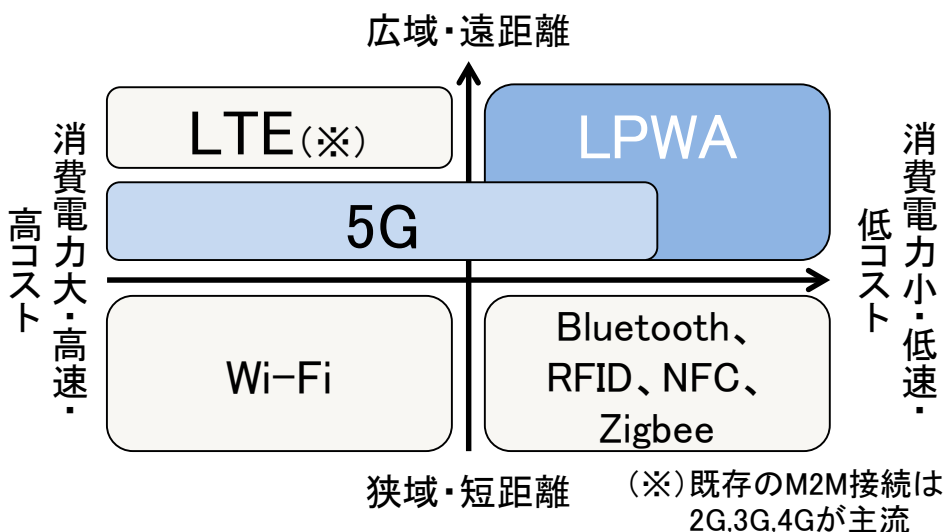 広域・遠距離
LTE(※)
LPWA
5G
消費電力大・高速・
高コスト
消費電力小・低速・
低コスト
Wi-Fi
Bluetooth、
RFID、NFC、
Zigbee
狭域・短距離
(※)既存のM2M接続は
2G,3G,4Gが主流